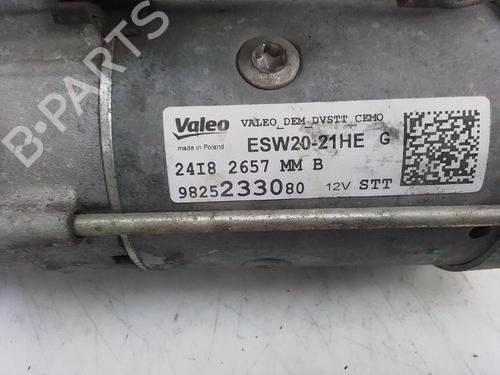 B-Parts
Valeo VALEO_DEM_DVSTT_CEMO
made in Poland ESW20-21HE G
24I8 2657 MM B
9825233080 12V STT